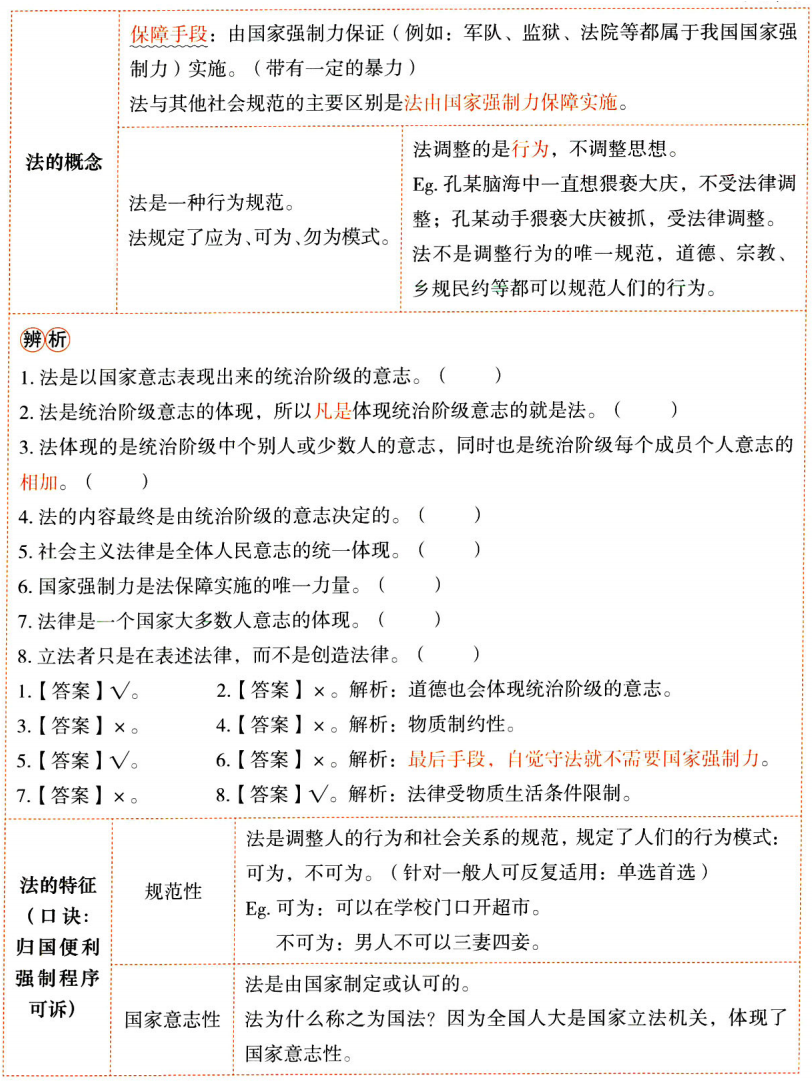 保障手段：由国家强制力保证（例如：军队、监狱、法院等都属于我国国家强
制力）实施。（带有一定的暴力）
法与其他社会规范的主要区别是法由国家强制力保障实施。
法的概念
法是一种行为规范。
法规定了应为、可为、勿为模式。
法调整的是行为，不调整思想。
Eg. 孔某脑海中一直想猥亵大庆，不受法律调
整；孔某动手猥亵大庆被抓，受法律调整。
法不是调整行为的唯一规范，道德、宗教、
乡规民约等都可以规范人们的行为。
辨析
1. 法是以国家意志表现出来的统治阶级的意志。（　　）
2. 法是统治阶级意志的体现，所以凡是体现统治阶级意志的就是法。（　　）
3. 法体现的是统治阶级中个别人或少数人的意志，同时也是统治阶级每个成员个人意志的
相加。（　　）
4. 法的内容最终是由统治阶级的意志决定的。（　　）
5. 社会主义法律是全体人民意志的统一体现。（　　）
6. 国家强制力是法保障实施的唯一力量。（　　）
7. 法律是一个国家大多数人意志的体现。（　　）
8. 立法者只是在表述法律，而不是创造法律。（　　）
1.【答案】√。　2.【答案】×。解析：道德也会体现统治阶级的意志。
3.【答案】×。　4.【答案】×。解析：物质制约性。
5.【答案】√。　6.【答案】×。解析：最后手段，自觉守法就不需要国家强制力。
7.【答案】×。　8.【答案】√。解析：法律受物质生活条件限制。
法的特征
（口诀：
归国便利
强制程序
可诉）
规范性
法是调整人的行为和社会关系的规范，规定了人们的行为模式：
可为，不可为。（针对一般人可反复适用：单选首选）
Eg. 可为：可以在学校门口开超市。
不可为：男人不可以三妻四妾。
国家意志性
法是由国家制定或认可的。
法为什么称之为国法？因为全国人大是国家立法机关，体现了
国家意志性。